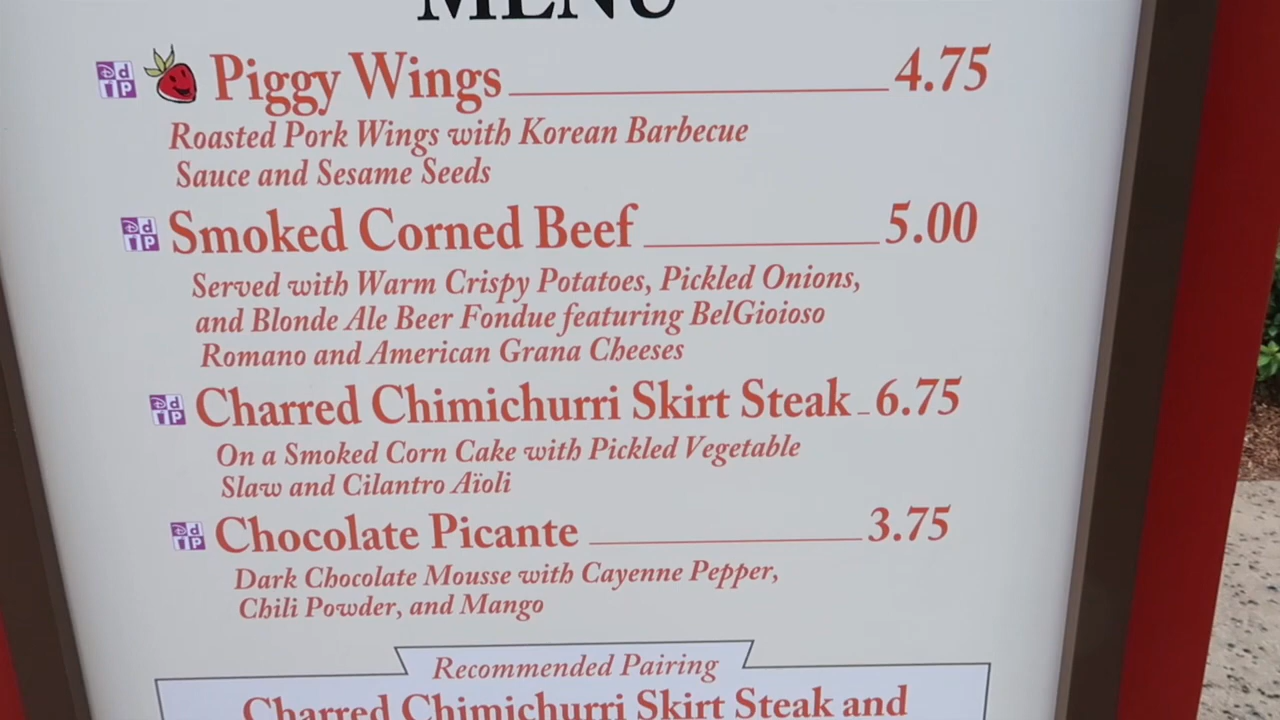 MENU
Piggy Wings 4.75
Roasted Pork Wings with Korean Barbecue
Sauce and Sesame Seeds
Smoked Corned Beef 5.00
Served with Warm Crispy Potatoes, Pickled Onions,
and Blonde Ale Beer Fondue featuring BelGioioso
Romano and American Grana Cheeses
Charred Chimichurri Skirt Steak 6.75
On a Smoked Corn Cake with Pickled Vegetable
Slaw and Cilantro Aïoli
Chocolate Picante 3.75
Dark Chocolate Mousse with Cayenne Pepper,
Chili Powder, and Mango
Recommended Pairing
Charred Chimichurri Skirt Steak and